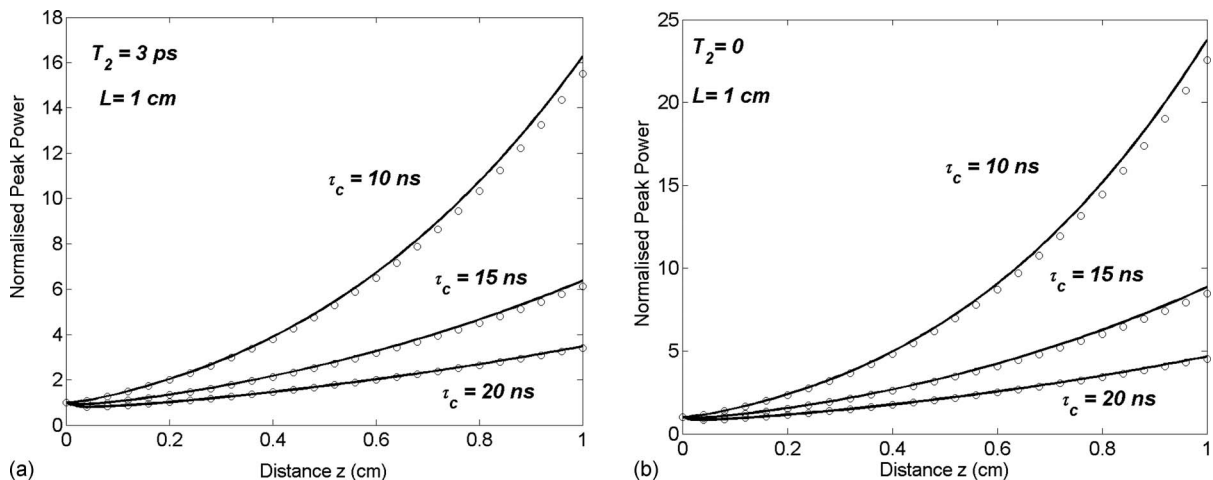 18
16
14
12
10
8
6
4
2
0
Normalised Peak Power
T2 = 3 ps
L= 1 cm
τc = 10 ns
τc = 15 ns
τc = 20 ns
0 0.2 0.4 0.6 0.8 1
Distance z (cm)
(a)
25
20
15
10
5
0
Normalised Peak Power
T2 = 0
L= 1 cm
τc = 10 ns
τc = 15 ns
τc = 20 ns
0 0.2 0.4 0.6 0.8 1
Distance z (cm)
(b)